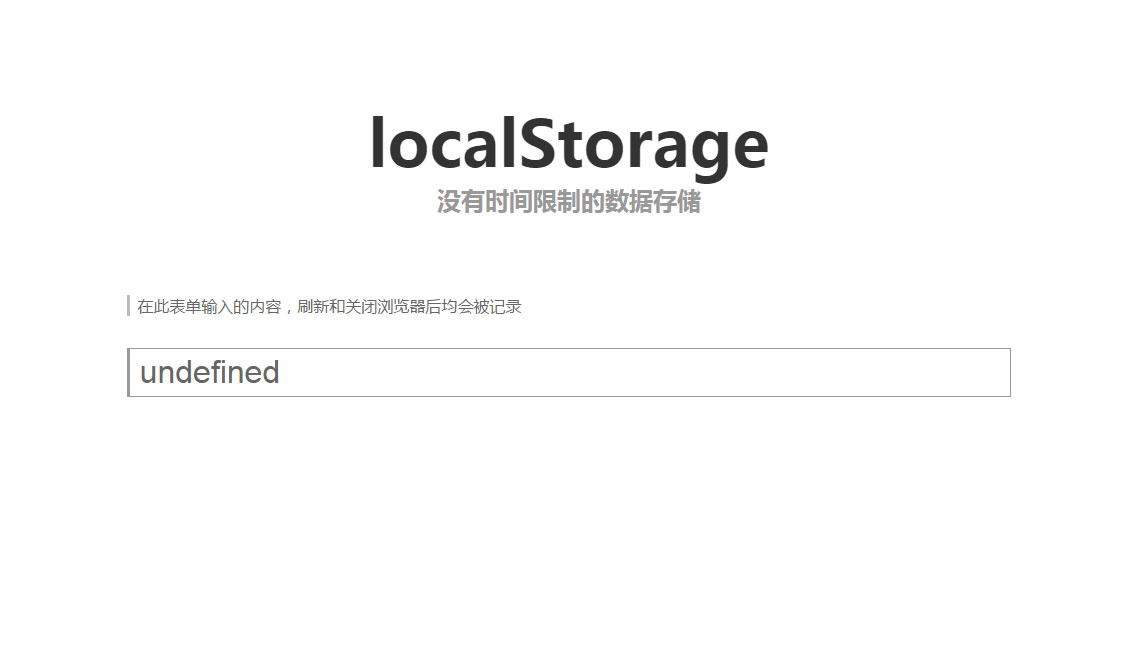 localStorage
没有时间限制的数据存储
在此表单输入的内容，刷新和关闭浏览器后均会被记录
undefined